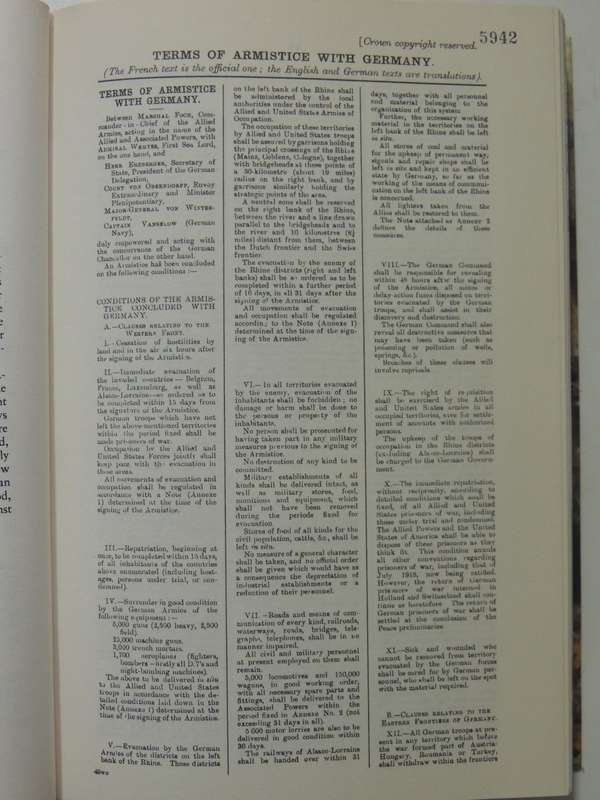 [Crown copyright reserved. 5942
TERMS OF ARMISTICE WITH GERMANY.
(The French text is the official one; the English and German texts are translations).
TERMS OF ARMISTICE
WITH GERMANY.
Between MARSHAL FOCH, Com-
mander-in-Chief of the Allied
Armies, acting in the name of the
Allied and Associated Powers, with
ADMIRAL WEMYSS, First Sea Lord,
on the one hand, and
HERR ERZBERGER, Secretary of
State, President of the German
Delegation,
COUNT VON OBERNDORFF, Envoy
Extraordinary and Minister
Plenipotentiary,
MAJOR-GENERAL VON WINTER-
FELDT,
CAPTAIN VANSELOW (German
Navy),
duly empowered and acting with
the concurrence of the German
Chancellor on the other hand.
An Armistice has been concluded
on the following conditions :—
CONDITIONS OF THE ARMIS-
TICE CONCLUDED WITH
GERMANY.
A.—CLAUSES RELATING TO THE
WESTERN FRONT.
I.—Cessation of hostilities by
land and in the air six hours after
the signing of the Armistice.
II.—Immediate evacuation of
the invaded countries—Belgium,
France, Luxemburg, as well as
Alsace-Lorraine—so ordered as to
be completed within 15 days from
the signature of the Armistice.
German troops which have not
left the above-mentioned territories
within the period fixed shall be
made prisoners of war.
Occupation by the Allied and
United States Forces jointly shall
keep pace with the evacuation in
these areas.
All movements of evacuation and
occupation shall be regulated in
accordance with a Note (Annexe
1) determined at the time of the
signing of the Armistice.
III.—Repatriation, beginning at
once, to be completed within 15 days,
of all inhabitants of the countries
above enumerated (including host-
ages, persons under trial, or con-
demned).
IV.—Surrender in good condition
by the German Armies of the
following equipment :—
5,000 guns (2,500 heavy, 2,500
field).
25,000 machine guns.
3,000 trench mortars.
1,700 aeroplanes (fighters,
bombers—firstly all D.7's and
night-bombing machines).
The above to be delivered in situ
to the Allied and United States
troops in accordance with the de-
tailed conditions laid down in the
Note (Annexe 1) determined at the
time of the signing of the Armistice.
V.—Evacuation by the German
Armies of the districts on the left
bank of the Rhine. These districts
on the left bank of the Rhine shall
be administered by the local
authorities under the control of the
Allied and United States Armies of
Occupation.
The occupation of these territories
by Allied and United States troops
shall be assured by garrisons holding
the principal crossings of the Rhine
(Mainz, Coblenz, Cologne), together
with bridgeheads at these points of
a 30-kilometre (about 19 miles)
radius on the right bank, and by
garrisons similarly holding the
strategic points of the area.
A neutral zone shall be reserved
on the right bank of the Rhine,
between the river and a line drawn
parallel to the bridgeheads and to
the river and 10 kilometres (6¼
miles) distant from them, between
the Dutch frontier and the Swiss
frontier.
The evacuation by the enemy of
the Rhine districts (right and left
banks) shall be so ordered as to be
completed within a further period
of 16 days, in all 31 days after the
signing of the Armistice.
All movements of evacuation
and occupation shall be regulated
according to the Note (Annexe 1)
determined at the time of the sign-
ing of the Armistice.
VI.—In all territories evacuated
by the enemy, evacuation of the
inhabitants shall be forbidden; no
damage or harm shall be done to
the persons or property of the
inhabitants.
No person shall be prosecuted for
having taken part in any military
measures previous to the signing of
the Armistice.
No destruction of any kind to be
committed.
Military establishments of all
kinds shall be delivered intact, as
well as military stores, food,
munitions and equipment, which
shall not have been removed
during the periods fixed for
evacuation.
Stores of food of all kinds for the
civil population, cattle, &c., shall be
left in situ.
No measure of a general character
shall be taken, and no official order
shall be given which would have as
a consequence the depreciation of
industrial establishments or a
reduction of their personnel.
VII.—Roads and means of com-
munication of every kind, railroads,
waterways, roads, bridges, tele-
graphs, telephones, shall be in no
manner impaired.
All civil and military personnel
at present employed on them shall
remain.
5,000 locomotives and 150,000
wagons, in good working order,
with all necessary spare parts and
fittings, shall be delivered to the
Associated Powers within the
period fixed in Annexe No. 2 (not
exceeding 31 days in all).
5,000 motor lorries are also to be
delivered in good condition within
36 days.
The railways of Alsace-Lorraine
shall be handed over within 31
days, together with all personnel
and material belonging to the
organization of this system.
Further, the necessary working
material in the territories on the
left bank of the Rhine shall be left
in situ.
All stores of coal and material
for the upkeep of permanent way,
signals and repair shops shall be
left in situ and kept in an efficient
state by Germany, so far as the
working of the means of communi-
cation on the left bank of the Rhine
is concerned.
All lighters taken from the
Allies shall be restored to them.
The Note attached as Annexe 2
defines the details of these
measures.
VIII.—The German Command
shall be responsible for revealing
within 48 hours after the signing
of the Armistice, all mines or
delay-action fuses disposed on terri-
tories evacuated by the German
troops, and shall assist in their
discovery and destruction.
The German Command shall also
reveal all destructive measures that
may have been taken (such as
poisoning or pollution of wells,
springs, &c.).
Breaches of these clauses will
involve reprisals.
IX.—The right of requisition
shall be exercised by the Allied
and United States armies in all
occupied territories, save for settle-
ment of accounts with authorized
persons.
The upkeep of the troops of
occupation in the Rhine districts
(excluding Alsace-Lorraine) shall
be charged to the German Govern-
ment.
X.—The immediate repatriation,
without reciprocity, according to
detailed conditions which shall be
fixed, of all Allied and United
States prisoners of war, including
those under trial and condemned.
The Allied Powers and the United
States of America shall be able to
dispose of these prisoners as they
think fit. This condition annuls
all other conventions regarding
prisoners of war, including that of
July 1918, now being ratified.
However, the return of German
prisoners of war interned in
Holland and Switzerland shall con-
tinue as heretofore. The return of
German prisoners of war shall be
settled at the conclusion of the
Peace preliminaries.
XI.—Sick and wounded who
cannot be removed from territory
evacuated by the German forces
shall be cared for by German per-
sonnel, who shall be left on the spot
with the material required.
B.—CLAUSES RELATING TO THE
EASTERN FRONTIERS OF GERMANY.
XII.—All German troops at pre-
sent in any territory which before
the war formed part of Austria-
Hungary, Roumania or Turkey,
shall withdraw within the frontiers